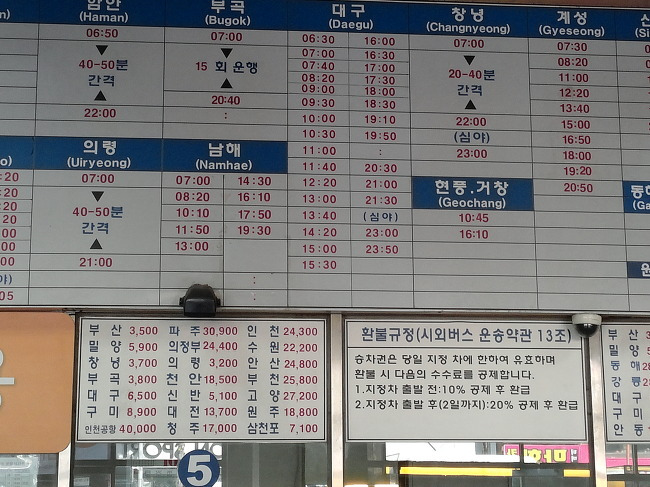 함안
(Haman)
06:50
40-50분
간격
22:00
부곡
(Bugok)
07:00
15 회 운행
20:40
:
대구
(Daegu)
06:30 16:00
07:00 16:30
07:40 17:00
08:20 17:30
09:00 18:00
09:30 18:30
10:00 19:10
10:30 19:50
11:00 :
11:40 20:30
12:20 21:00
13:00 21:30
13:40 (심야)
14:20 23:00
15:00 23:50
15:30
창녕
(Changnyeong)
07:00
20-40분
간격
22:00
(심야)
23:00
계성
(Gyeseong)
07:30
08:20
11:00
12:20
13:40
15:00
16:50
18:00
19:20
20:50
의령
(Uiryeong)
07:00
40-50분
간격
21:00
남해
(Namhae)
07:00 14:30
08:20 16:10
10:10 17:50
11:50 19:30
13:00
:
:
현풍.거창
(Geochang)
10:45
16:10
부산 3,500 파주 30,900 인천 24,300
밀양 5,900 의정부 24,400 수원 22,200
창녕 3,700 의령 3,200 안산 24,800
부곡 3,800 천안 18,500 부천 25,800
대구 6,500 신반 5,100 고양 27,200
구미 8,900 대전 13,700 원주 18,800
인천공항 40,000 청주 17,000 삼천포 7,100
환불규정(시외버스 운송약관 13조)
승차권은 당일 지정 차에 한하여 유효하며
환불 시 다음의 수수료를 공제합니다.
1.지정차 출발 전:10% 공제 후 환급
2.지정차 출발 후(2일까지):20% 공제 후 환급
5